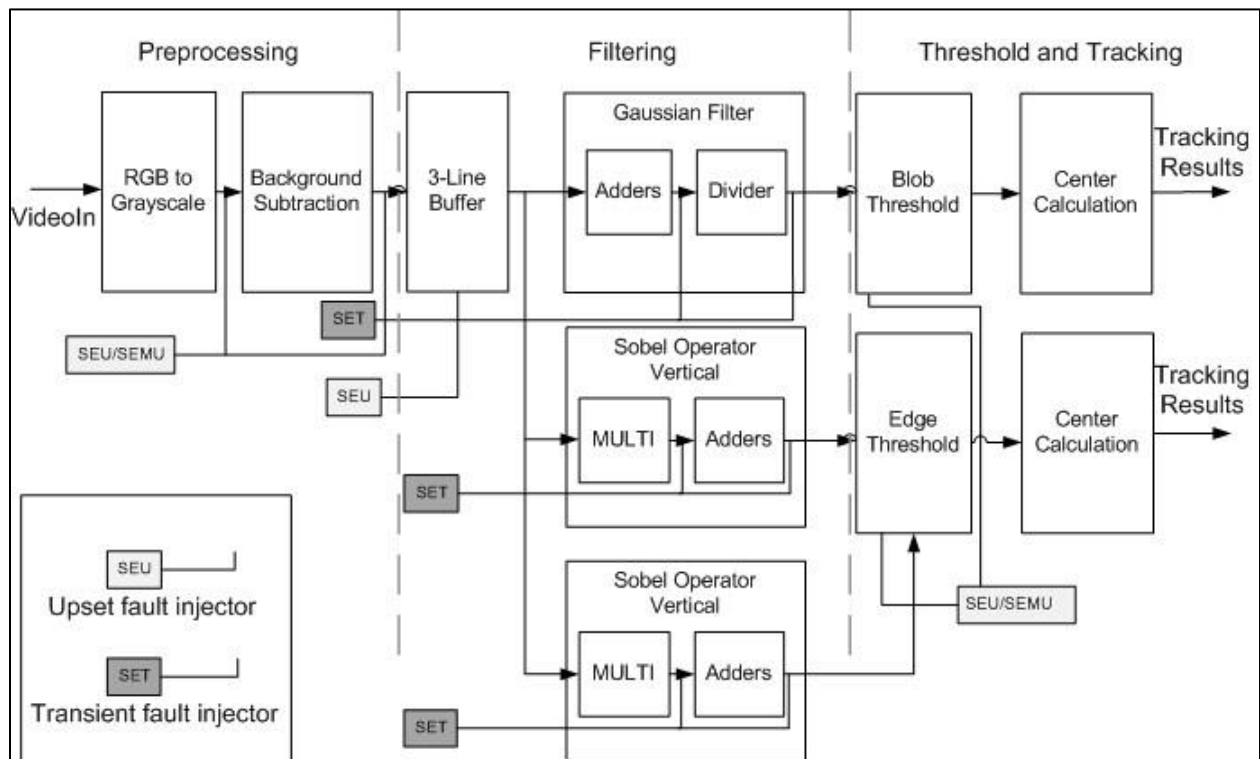 Preprocessing
Filtering
Threshold and Tracking
VideoIn
RGB to
Grayscale
Background
Subtraction
3-Line
Buffer
Gaussian Filter
Adders
Divider
Blob
Threshold
Center
Calculation
Tracking
Results
SET
SEU/SEMU
SEU
Sobel Operator
Vertical
MULTI
Adders
Edge
Threshold
Center
Calculation
Tracking
Results
SET
Sobel Operator
Vertical
MULTI
Adders
SEU/SEMU
SET
SEU
Upset fault injector
SET
Transient fault injector